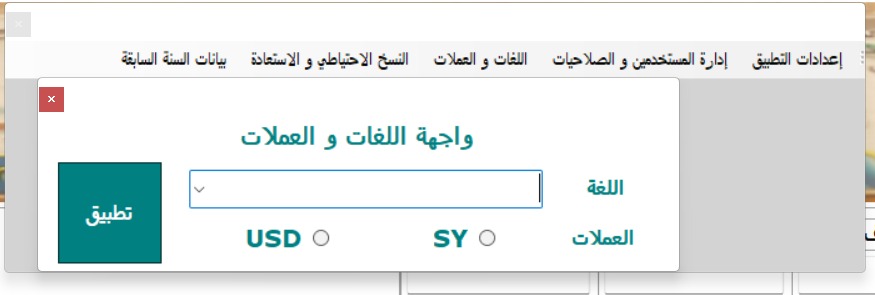 إعدادات التطبيق إدارة المستخدمين و الصلاحيات اللغات و العملات النسخ الاحتياطي و الاستعادة بيانات السنة السابقة
واجهة اللغات و العملات
اللغة
العملات SY USD
تطبيق